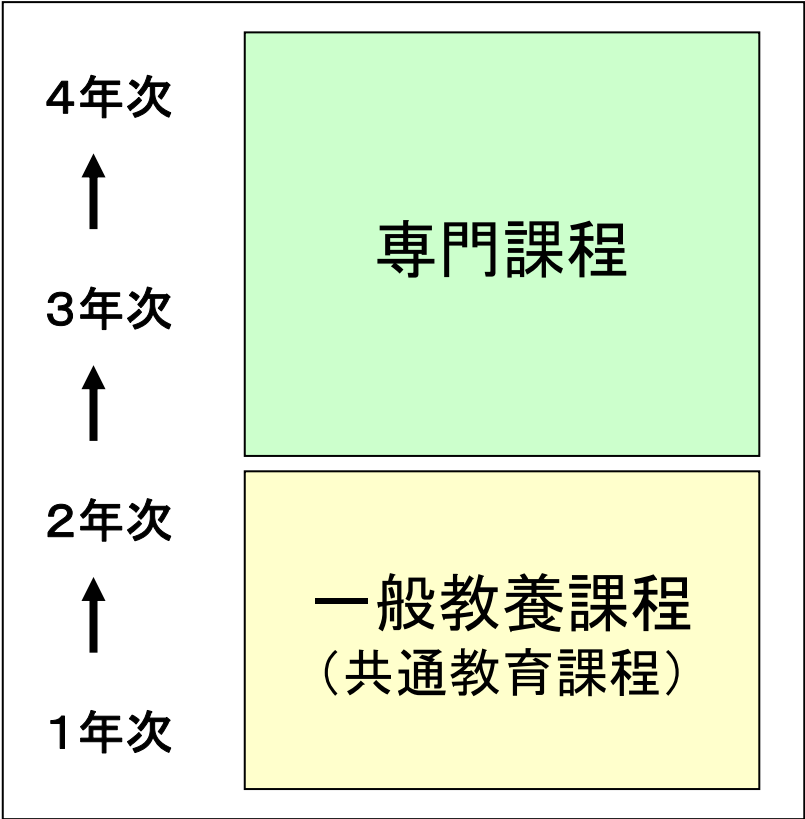 ４年次
３年次
２年次
１年次
専門課程
一般教養課程
（共通教育課程）